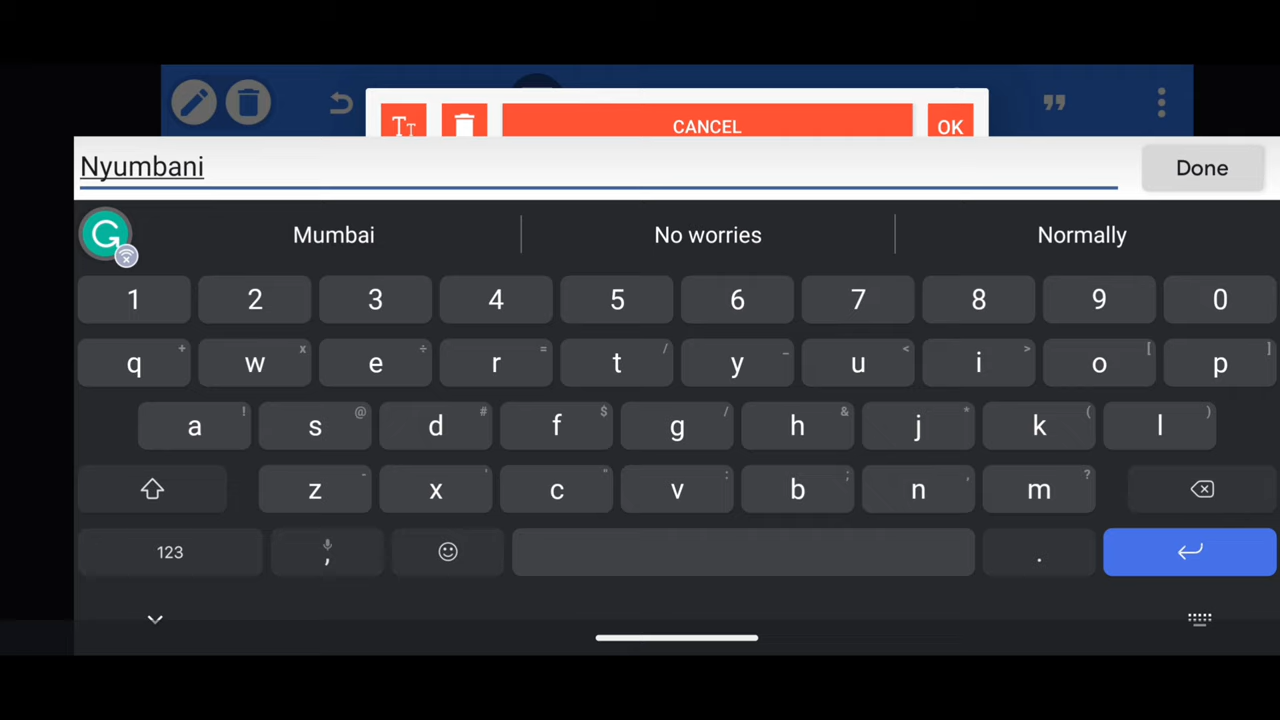 Tт
CANCEL
OK
Nyumbani
Done
Mumbai
No worries
Normally
1 2 3 4 5 6 7 8 9 0
q + w x e ÷ r = t / y _ u < i > o [ p ]
a ! s @ d # f $ g / h & j * k ( l )
z - x ' c " v : b ; n , m ?
123 , .